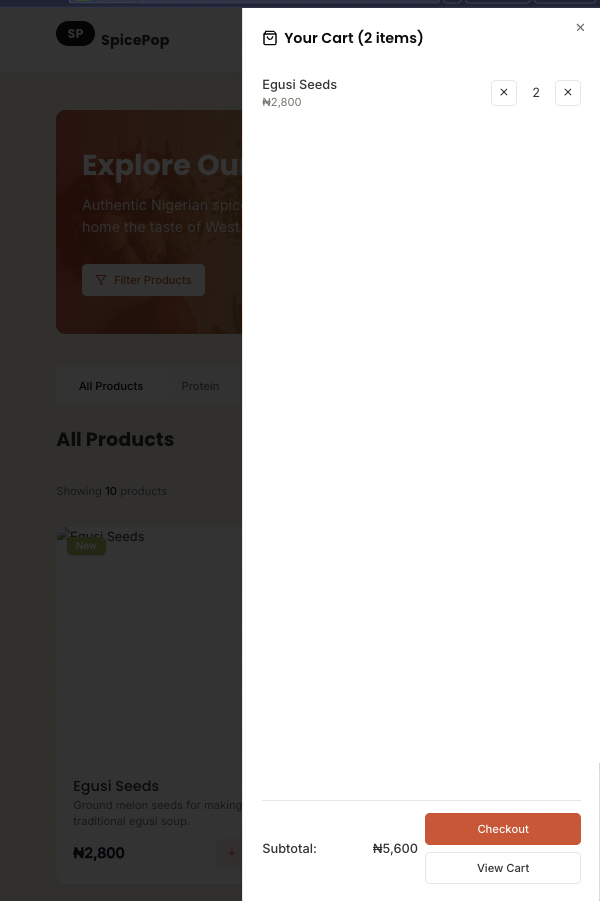 SP SpicePop
Explore Ou
Authentic Nigerian spic
home the taste of West
Filter Products
All Products Protein
All Products
Showing 10 products
Egusi Seeds
New
Egusi Seeds
Ground melon seeds for making
traditional egusi soup.
₦2,800
Your Cart (2 items)
Egusi Seeds
₦2,800
2
Subtotal: ₦5,600
Checkout
View Cart